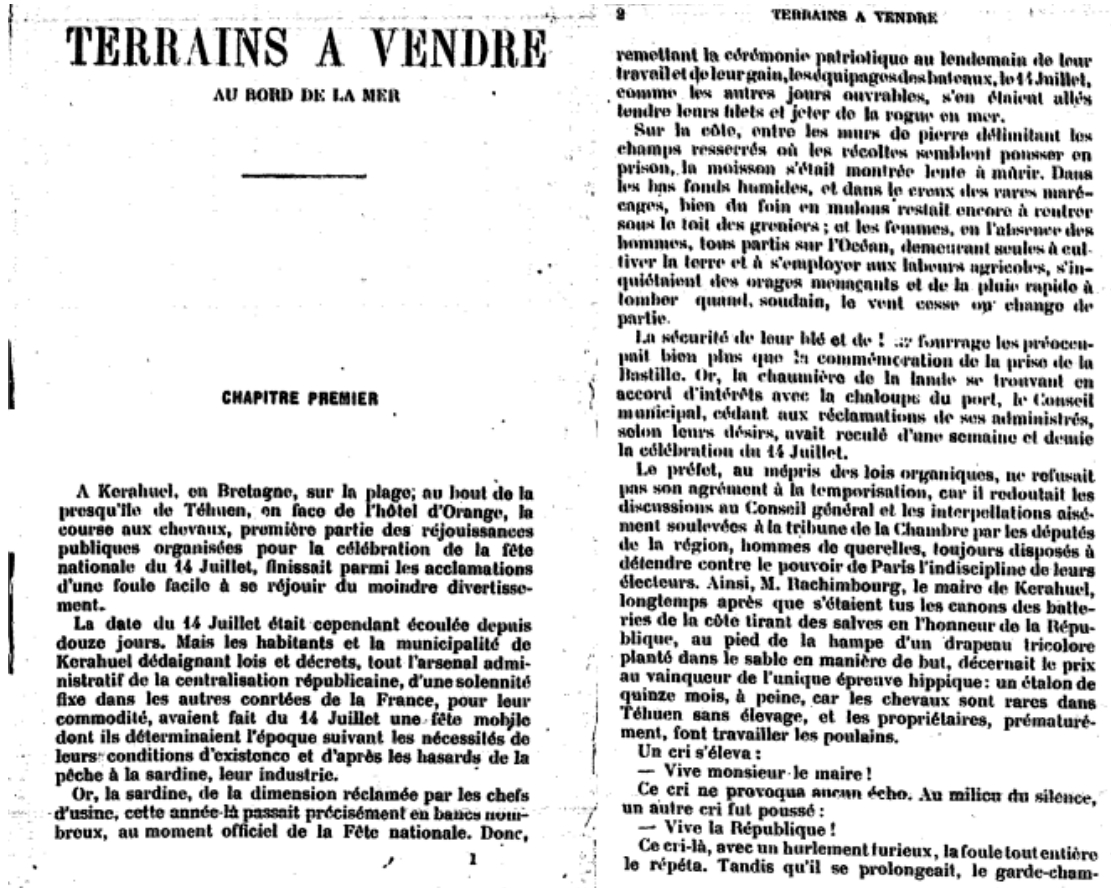 TERRAINS A VENDRE
AU BORD DE LA MER
CHAPITRE PREMIER
A Kerahuel, en Bretagne, sur la plage; au bout de la
presqu'île de Téhuen, en face de l'hôtel d'Orange, la
course aux chevaux, première partie des réjouissances
publiques organisées pour la célébration de la fête
nationale du 14 Juillet, finissait parmi les acclamations
d'une foule facile à se réjouir du moindre divertisse-
ment.
La date du 14 Juillet était cependant écoulée depuis
douze jours. Mais les habitants et la municipalité de
Kerahuel dédaignant lois et décrets, tout l'arsenal admi-
nistratif de la centralisation républicaine, d'une solennité
fixe dans les autres conrtées de la France, pour leur
commodité, avaient fait du 14 Juillet une fête mobile
dont ils déterminaient l'époque suivant les nécessités de
leurs conditions d'existence et d'après les hasards de la
pêche à la sardine, leur industrie.
Or, la sardine, de la dimension réclamée par les chefs
d'usine, cette année-là passait précisément en bancs nom-
breux, au moment officiel de la Fête nationale. Donc,
1
2
TERRAINS A VENDRE
remettant la cérémonie patriotique au lendemain de leur
travail et de leur gain, les équipages des bateaux, le 14 Juillet,
comme les autres jours ouvrables, s'en étaient allés
tendre leurs filets et jeter de la rogue en mer.
Sur la côte, entre les murs de pierre délimitant les
champs resserrés où les récoltes semblent pousser en
prison, la moisson s'était montrée lente à mûrir. Dans
les bas fonds humides, et dans le creux des rares maré-
cages, bien du foin en mulons restait encore à rentrer
sous le toit des greniers ; et les femmes, en l'absence des
hommes, tous partis sur l'Océan, demeurant seules à cul-
tiver la terre et à s'employer aux labeurs agricoles, s'in-
quiétaient des orages menaçants et de la pluie rapide à
tomber quand, soudain, le vent cesse ou change de
partie.
La sécurité de leur blé et de fourrage les préoccu-
pait bien plus que la commémoration de la prise de la
Bastille. Or, la chaumière de la lande se trouvant en
accord d'intérêts avec la chaloupe du port, le Conseil
municipal, cédant aux réclamations de ses administrés,
selon leurs désirs, avait reculé d'une semaine et demie
la célébration du 14 Juillet.
Le préfet, au mépris des lois organiques, ne refusait
pas son agrément à la temporisation, car il redoutait les
discussions au Conseil général et les interpellations aisé-
ment soulevées à la tribune de la Chambre par les députés
de la région, hommes de querelles, toujours disposés à
défendre contre le pouvoir de Paris l'indiscipline de leurs
électeurs. Ainsi, M. Rachimbourg, le maire de Kerahuel,
longtemps après que s'étaient tus les canons des batte-
ries de la côte tirant des salves en l'honneur de la Répu-
blique, au pied de la hampe d'un drapeau tricolore
planté dans le sable en manière de but, décernait le prix
au vainqueur de l'unique épreuve hippique : un étalon de
quinze mois, à peine, car les chevaux sont rares dans
Téhuen sans élevage, et les propriétaires, prématuré-
ment, font travailler les poulains.
Un cri s'éleva :
— Vive monsieur le maire !
Ce cri ne provoqua aucun écho. Au milieu du silence,
un autre cri fut poussé :
— Vive la République !
Ce cri-là, avec un hurlement furieux, la foule tout entière
le répéta. Tandis qu'il se prolongeait, le garde-cham-